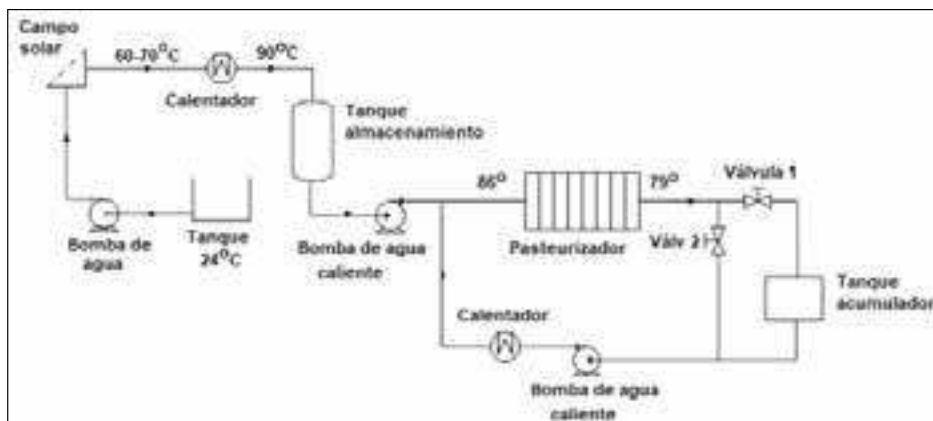 Campo
solar
60-70°C
90°C
Calentador
Tanque
almacenamiento
86°
79°
Válvula 1
Bomba de
agua
Tanque
24°C
Bomba de agua
caliente
Pasteurizador
Válv 2
Tanque
acumulador
Calentador
Bomba de agua
caliente